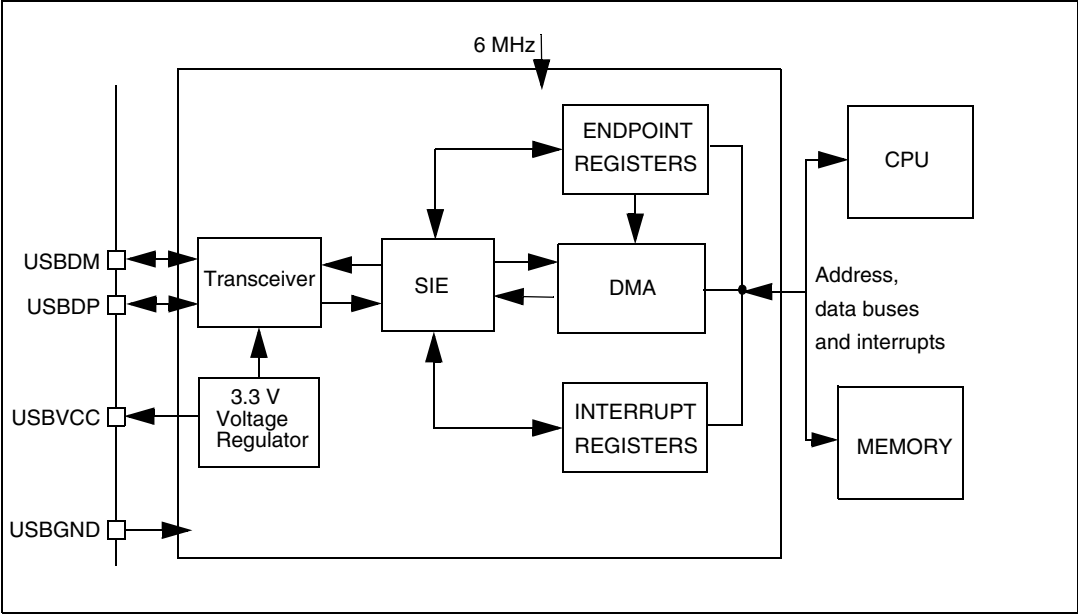 6 MHz
ENDPOINT
REGISTERS
CPU
USBDM
Transceiver
SIE
DMA
Address,
data buses
and interrupts
USBDP
3.3 V
Voltage
Regulator
USBVCC
INTERRUPT
REGISTERS
MEMORY
USBGND